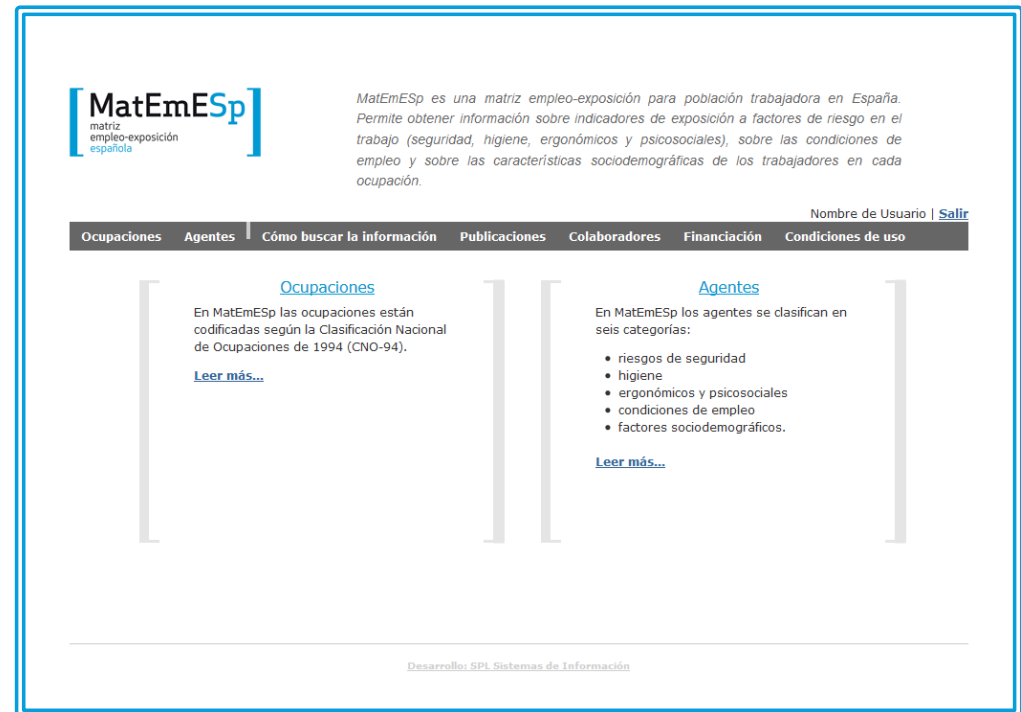 MatEmESp
matriz
empleo-exposición
española
MatEmESp es una matriz empleo-exposición para población trabajadora en España.
Permite obtener información sobre indicadores de exposición a factores de riesgo en el
trabajo (seguridad, higiene, ergonómicos y psicosociales), sobre las condiciones de
empleo y sobre las características sociodemográficas de los trabajadores en cada
ocupación.
Nombre de Usuario | Salir
Ocupaciones Agentes Cómo buscar la información Publicaciones Colaboradores Financiación Condiciones de uso
Ocupaciones
En MatEmESp las ocupaciones están
codificadas según la Clasificación Nacional
de Ocupaciones de 1994 (CNO-94).
Leer más...
Agentes
En MatEmESp los agentes se clasifican en
seis categorías:
• riesgos de seguridad
• higiene
• ergonómicos y psicosociales
• condiciones de empleo
• factores sociodemográficos.
Leer más...
Desarrollo: SPL Sistemas de Información